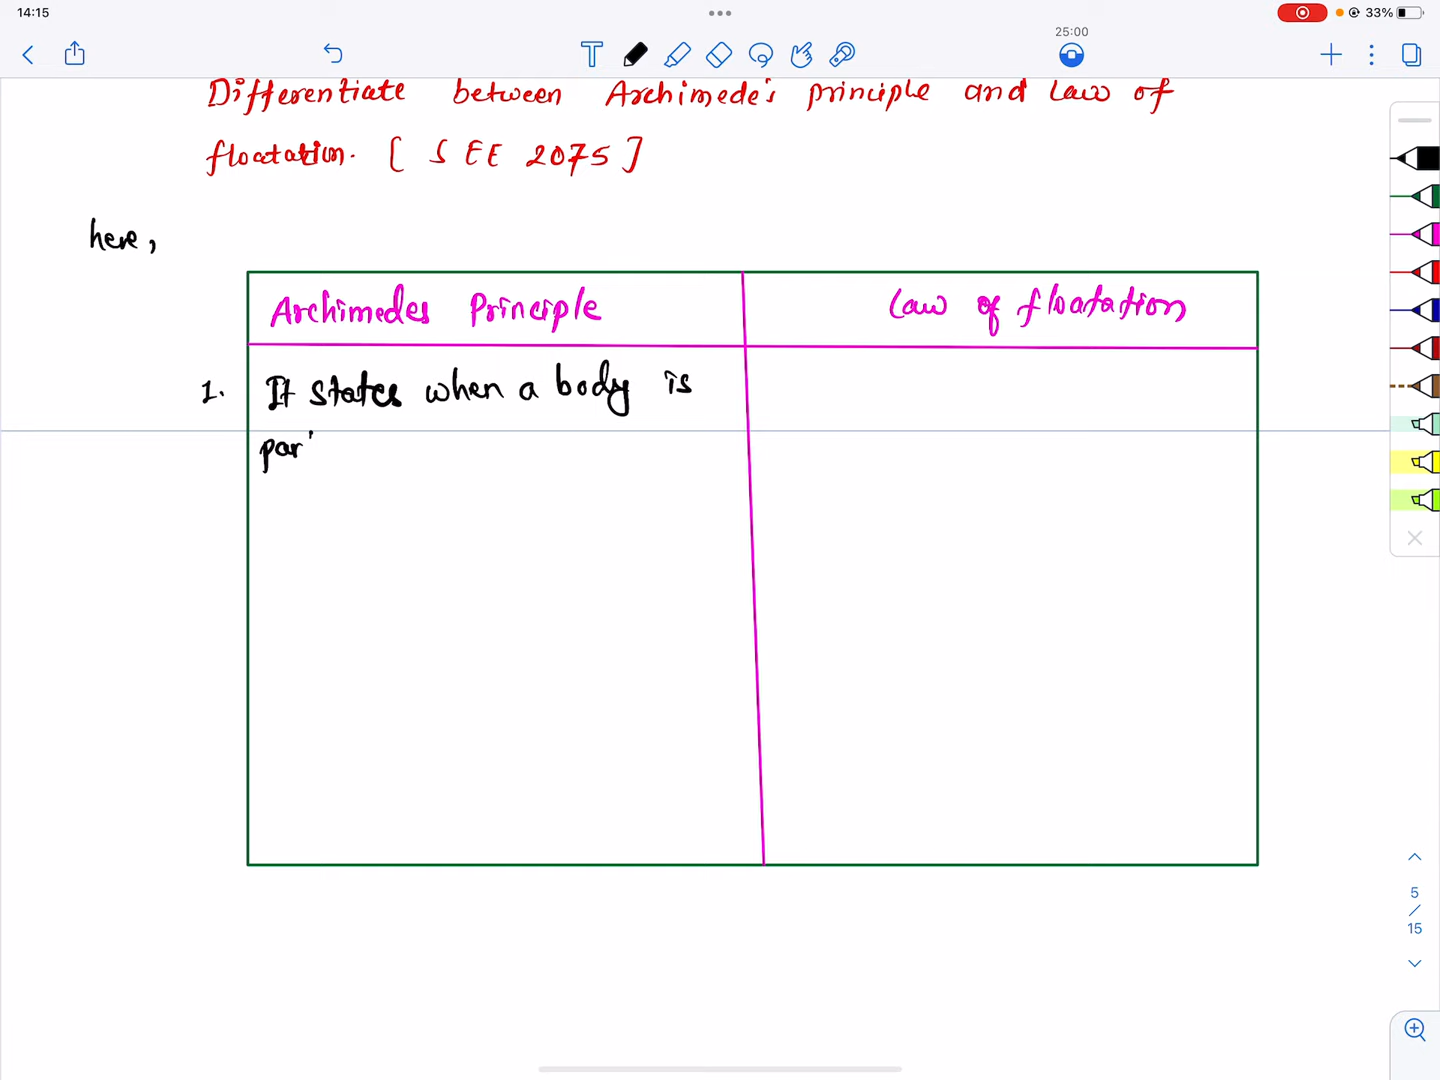 14:15
33%
25:00
Differentiate between Archimede's principle and Law of
floatation. [ SEE 2075 ]
here,
Archimedes Principle
Law of floatation
1. It states when a body is
par
5
/
15